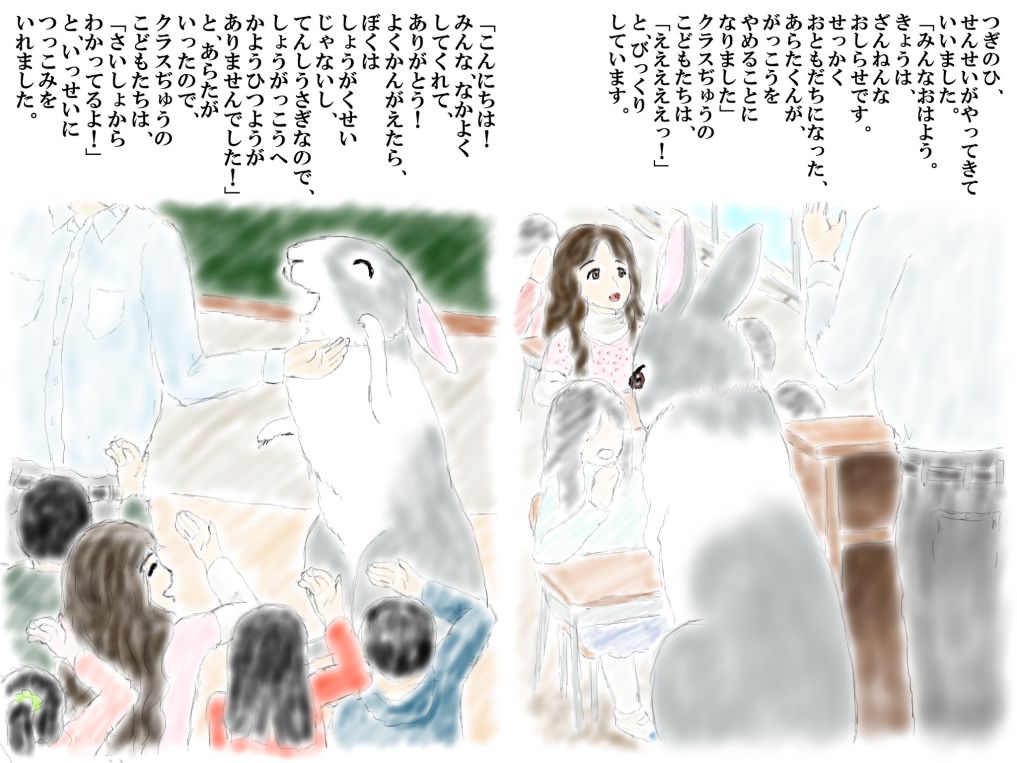 つぎのひ、
せんせいがやってきて
いいました。
「みんなおはよう。
きょうは、
ざんねんな
おしらせです。
せっかく
おともだちになった、
あらたくんが、
がっこうを
やめることに
なりました」
クラスぢゅうの
こどもたちは、
「えええええっ！」
と、びっくり
しています。
「こんにちは！
みんな、なかよく
してくれて、
ありがとう！
よくかんがえたら、
ぼくは
しょうがくせい
じゃないし、
てんしうさぎなので、
しょうがっこうへ
かようひつようが
ありませんでした！」
と、あらたが
いったので、
クラスぢゅうの
こどもたちは、
「さいしょから
わかってるよ！」
と、いっせいに
つっこみを
いれました。